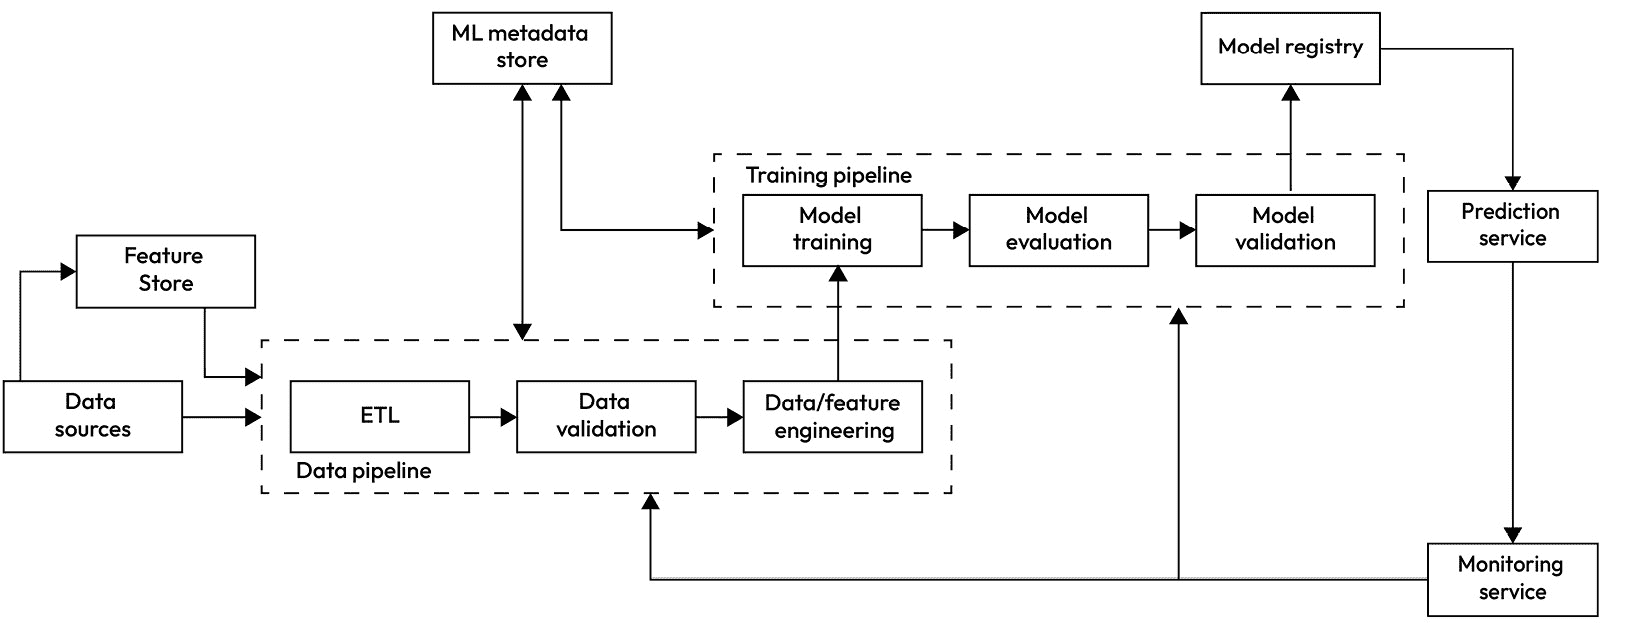 ML metadata
store
Model registry
Training pipeline
Model
training
Model
evaluation
Model
validation
Prediction
service
Feature
Store
Data
sources
ETL
Data
validation
Data/feature
engineering
Data pipeline
Monitoring
service